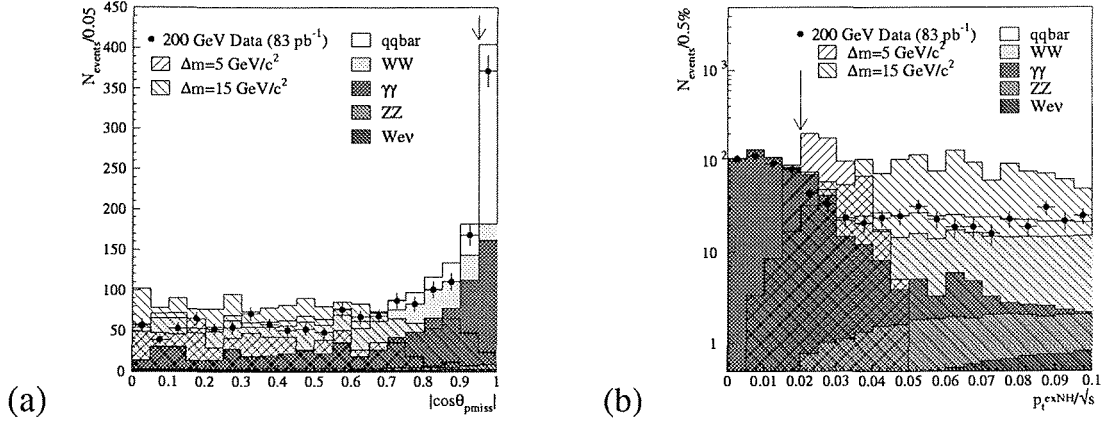 N_events/0.05
450
400
350
300
250
200
150
100
50
0
200 GeV Data (83 pb⁻¹)
Δm=5 GeV/c²
Δm=15 GeV/c²
qqbar
WW
γγ
ZZ
Weν
0 0.1 0.2 0.3 0.4 0.5 0.6 0.7 0.8 0.9 1
|cosθ_pmiss|
(a)
N_events/0.5%
10³
10²
10
1
200 GeV Data (83 pb⁻¹)
Δm=5 GeV/c²
Δm=15 GeV/c²
qqbar
WW
γγ
ZZ
Weν
0 0.01 0.02 0.03 0.04 0.05 0.06 0.07 0.08 0.09 0.1
p_t^exNH/√s
(b)